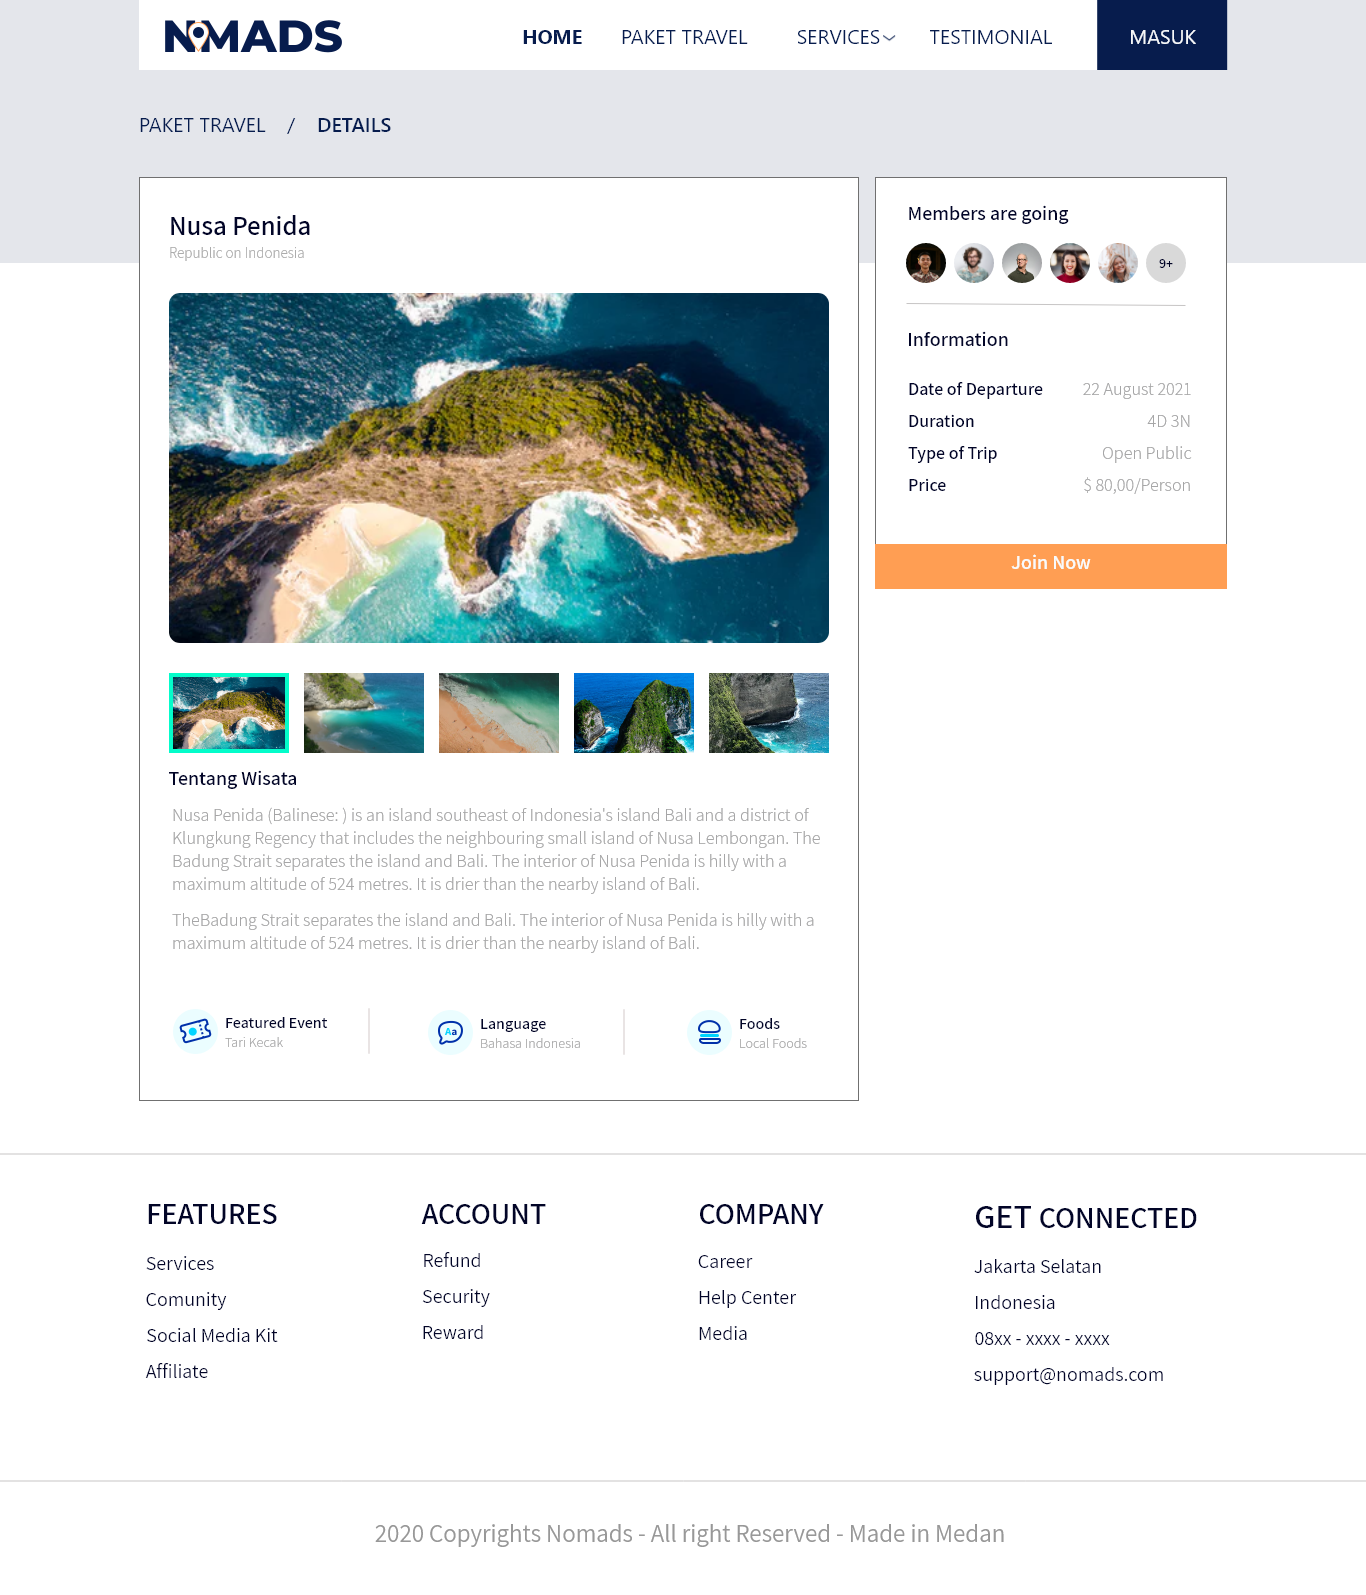 NOMADS
HOME
PAKET TRAVEL
SERVICES
TESTIMONIAL
MASUK
PAKET TRAVEL / DETAILS
Nusa Penida
Republic on Indonesia
Members are going
9+
Information
Date of Departure 22 August 2021
Duration 4D 3N
Type of Trip Open Public
Price $ 80,00/Person
Join Now
Tentang Wisata
Nusa Penida (Balinese: ) is an island southeast of Indonesia's island Bali and a district of
Klungkung Regency that includes the neighbouring small island of Nusa Lembongan. The
Badung Strait separates the island and Bali. The interior of Nusa Penida is hilly with a
maximum altitude of 524 metres. It is drier than the nearby island of Bali.
TheBadung Strait separates the island and Bali. The interior of Nusa Penida is hilly with a
maximum altitude of 524 metres. It is drier than the nearby island of Bali.
Featured Event
Tari Kecak
Aa
Language
Bahasa Indonesia
Foods
Local Foods
FEATURES
Services
Comunity
Social Media Kit
Affiliate
ACCOUNT
Refund
Security
Reward
COMPANY
Career
Help Center
Media
GET CONNECTED
Jakarta Selatan
Indonesia
08xx - xxxx - xxxx
support@nomads.com
2020 Copyrights Nomads - All right Reserved - Made in Medan